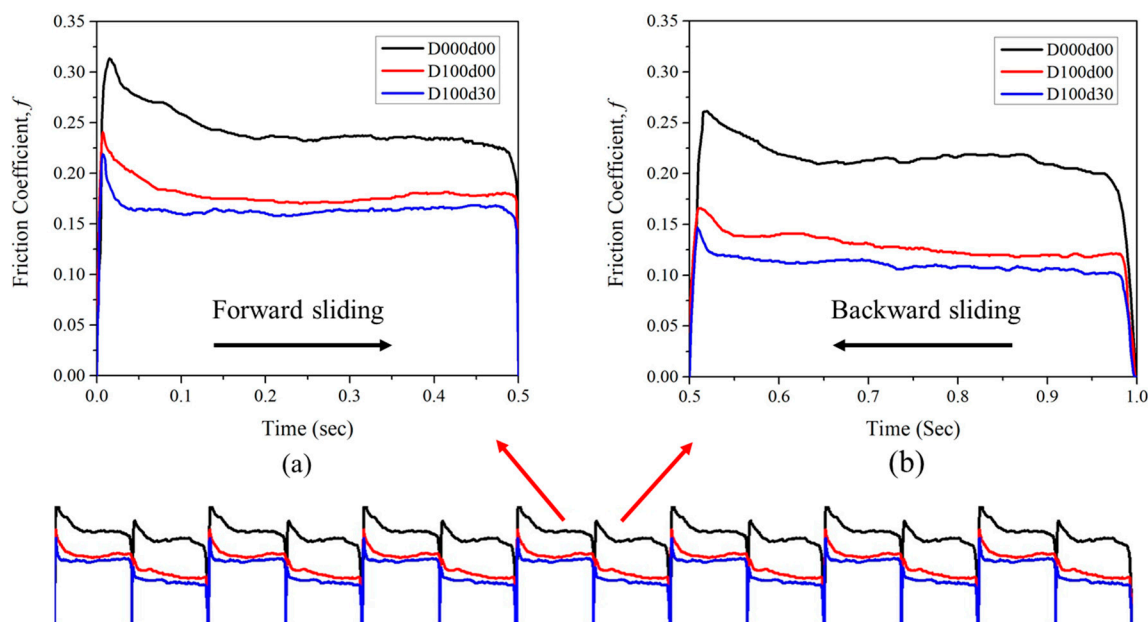 0.35
0.30
0.25
0.20
0.15
0.10
0.05
0.00
Friction Coefficient, f
D000d00
D100d00
D100d30
Forward sliding
0.0 0.1 0.2 0.3 0.4 0.5
Time (sec)
(a)
0.35
0.30
0.25
0.20
0.15
0.10
0.05
0.00
Friction Coefficient, f
D000d00
D100d00
D100d30
Backward sliding
0.5 0.6 0.7 0.8 0.9 1.0
Time (Sec)
(b)